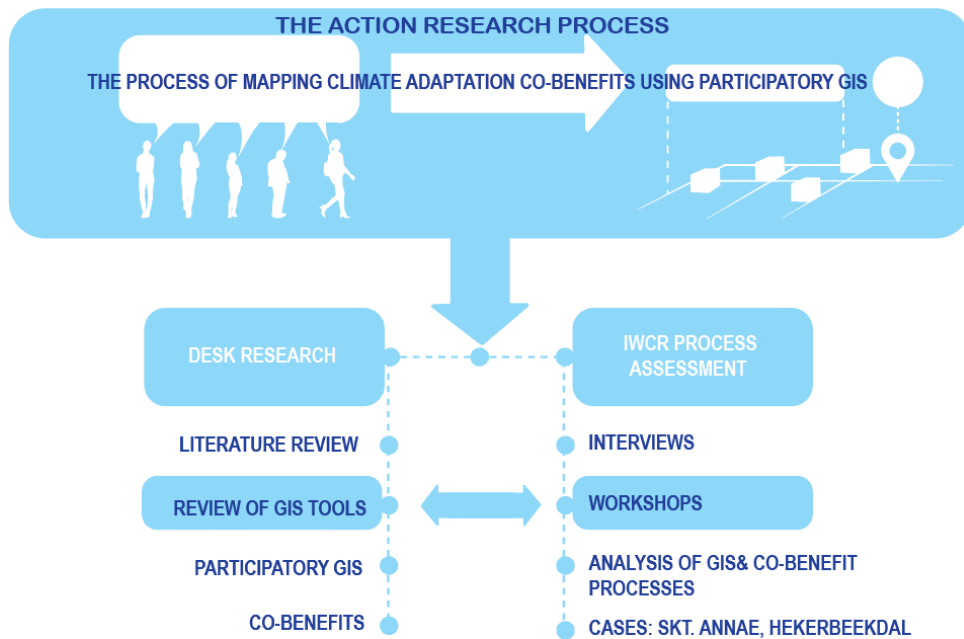 THE ACTION RESEARCH PROCESS
THE PROCESS OF MAPPING CLIMATE ADAPTATION CO-BENEFITS USING PARTICIPATORY GIS
DESK RESEARCH
LITERATURE REVIEW
REVIEW OF GIS TOOLS
PARTICIPATORY GIS
CO-BENEFITS
IWCR PROCESS
ASSESSMENT
INTERVIEWS
WORKSHOPS
ANALYSIS OF GIS& CO-BENEFIT
PROCESSES
CASES: SKT. ANNAE, HEKERBEEKDAL